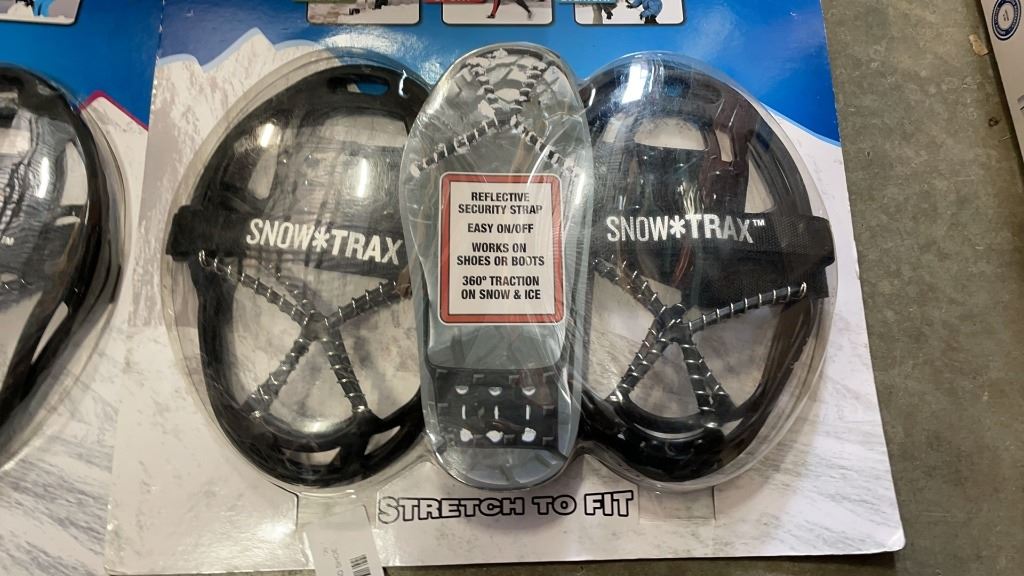 SNOW*TRAX
SNOW*TRAX™
REFLECTIVE
SECURITY STRAP
EASY ON/OFF
WORKS ON
SHOES OR BOOTS
360° TRACTION
ON SNOW & ICE
STRETCH TO FIT